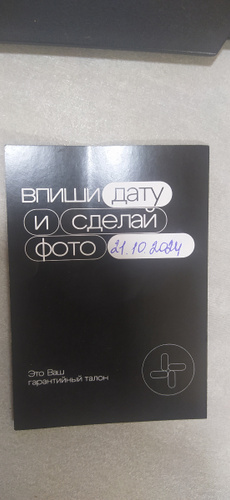 впиши дату
и сделай
фото 21.10.2024
Это Ваш
гарантийный талон